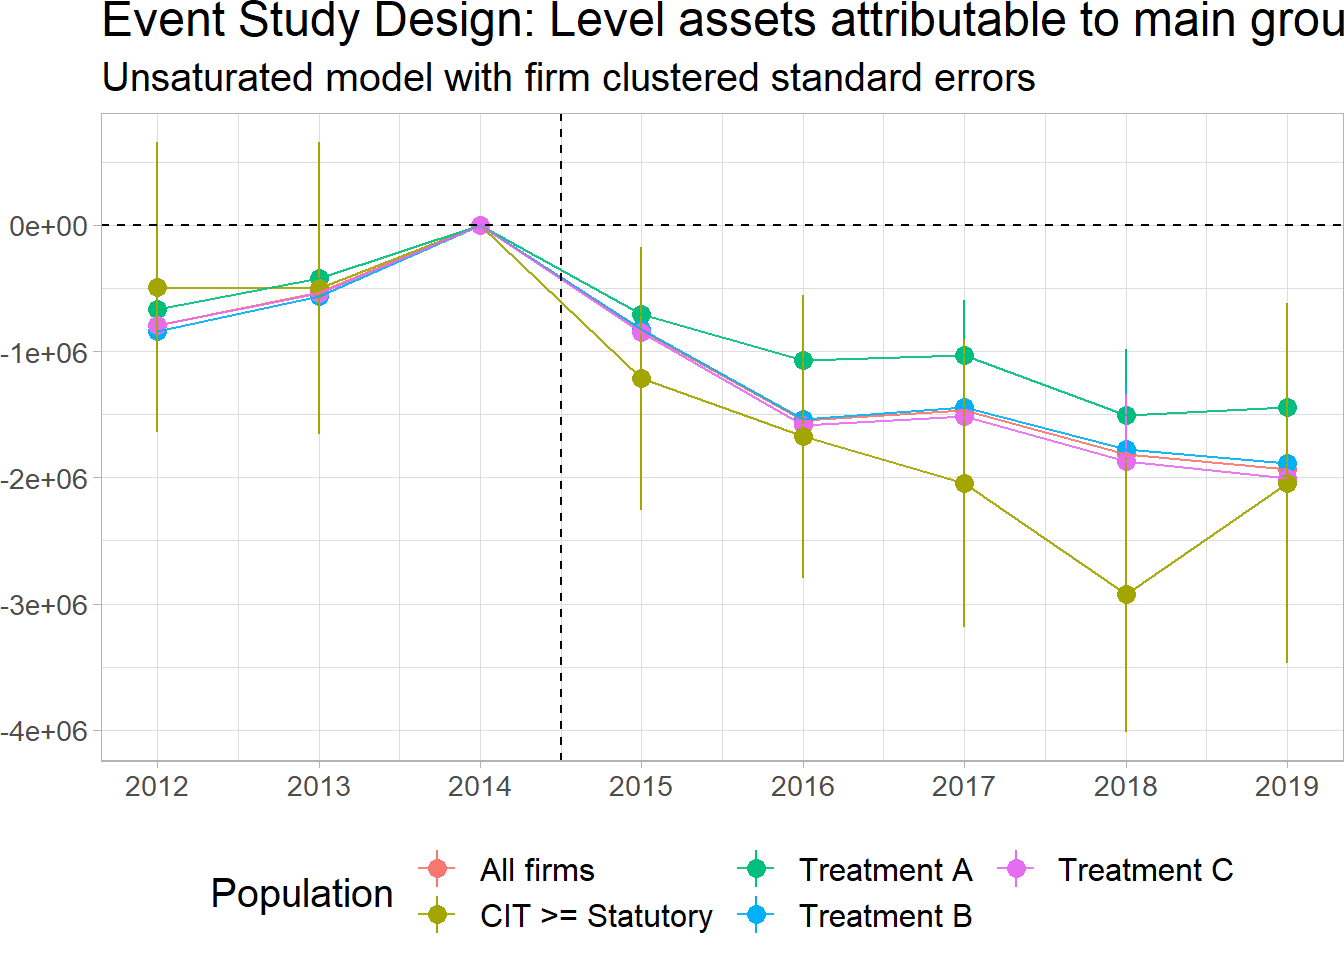 Event Study Design: Level assets attributable to main grou
Unsaturated model with firm clustered standard errors
0e+00
-1e+06
-2e+06
-3e+06
-4e+06
2012 2013 2014 2015 2016 2017 2018 2019
Population
All firms
CIT >= Statutory
Treatment A
Treatment B
Treatment C